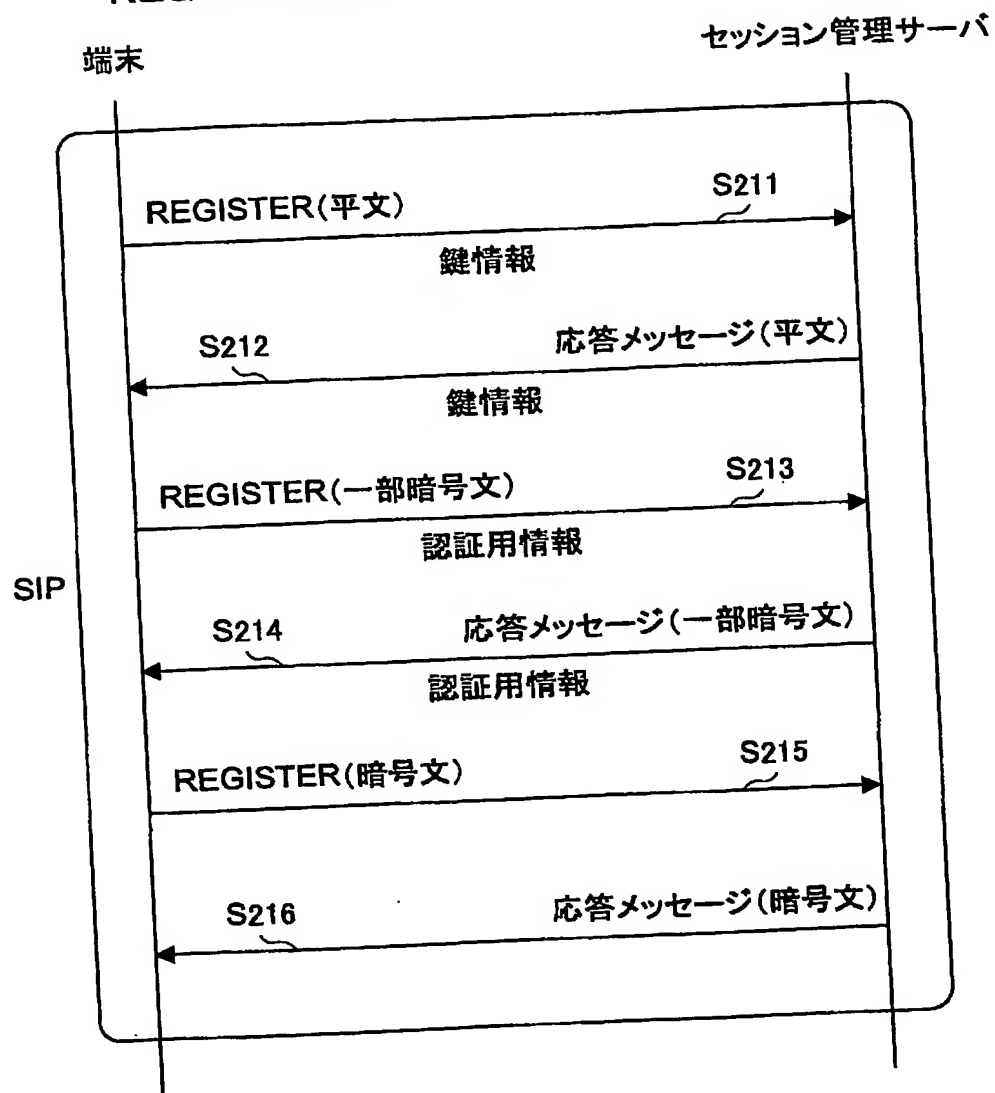 端末
セッション管理サーバ
REGISTER(平文)
S211
鍵情報
S212
応答メッセージ(平文)
鍵情報
REGISTER(一部暗号文)
S213
認証用情報
SIP
S214
応答メッセージ(一部暗号文)
認証用情報
REGISTER(暗号文)
S215
S216
応答メッセージ(暗号文)